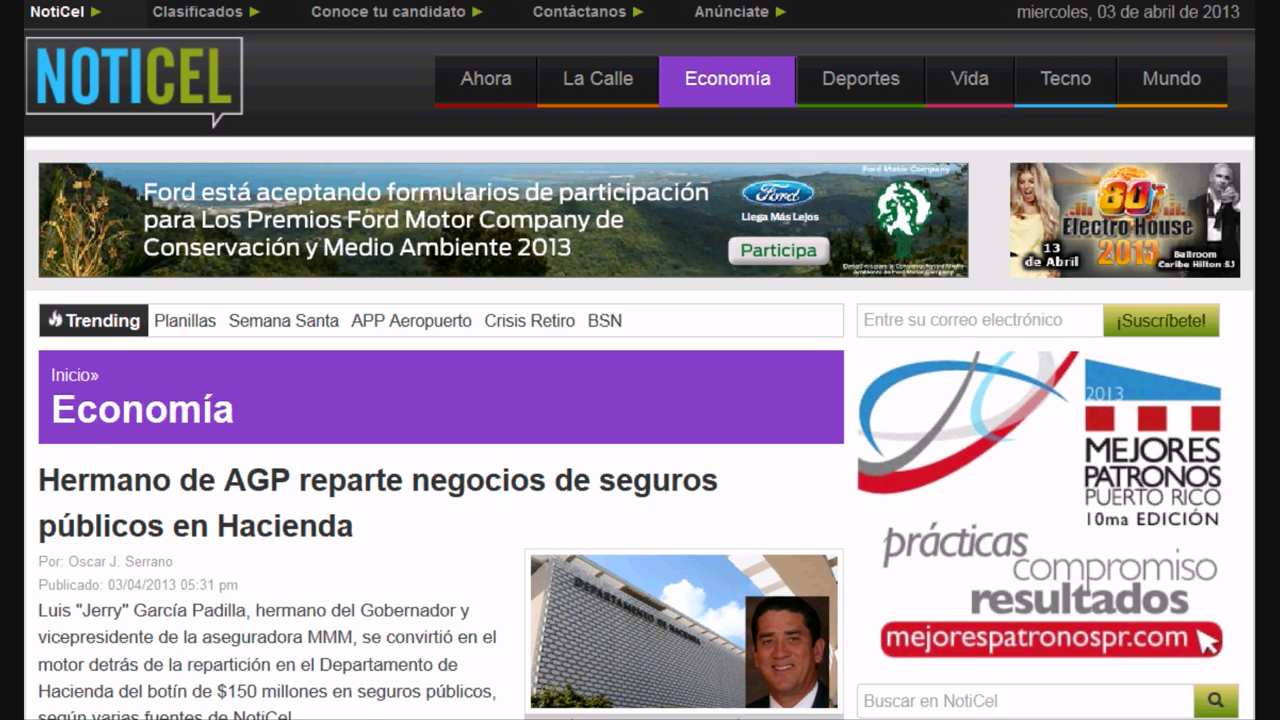 NotiCel
Clasificados
Conoce tu candidato
Contáctanos
Anúnciate
miercoles, 03 de abril de 2013
NOTICEL
Ahora
La Calle
Economía
Deportes
Vida
Tecno
Mundo
Ford está aceptando formularios de participación
para Los Premios Ford Motor Company de
Conservación y Medio Ambiente 2013
Ford
Llega Más Lejos
Participa
Ford Motor Company
80's
Electro House
2013
13
de Abril
Ballroom
Caribe Hilton SJ
Trending Planillas Semana Santa APP Aeropuerto Crisis Retiro BSN
Entre su correo electrónico
¡Suscríbete!
Inicio»
Economía
Hermano de AGP reparte negocios de seguros
públicos en Hacienda
Por: Oscar J. Serrano
Publicado: 03/04/2013 05:31 pm
Luis "Jerry" García Padilla, hermano del Gobernador y
vicepresidente de la aseguradora MMM, se convirtió en el
motor detrás de la repartición en el Departamento de
Hacienda del botín de $150 millones en seguros públicos,
según varias fuentes de NotiCel
DEPARTAMENTO DE HACIENDA
2013
MEJORES
PATRONOS
PUERTO RICO
10ma EDICIÓN
prácticas
compromiso
resultados
mejorespatronospr.com
Buscar en NotiCel